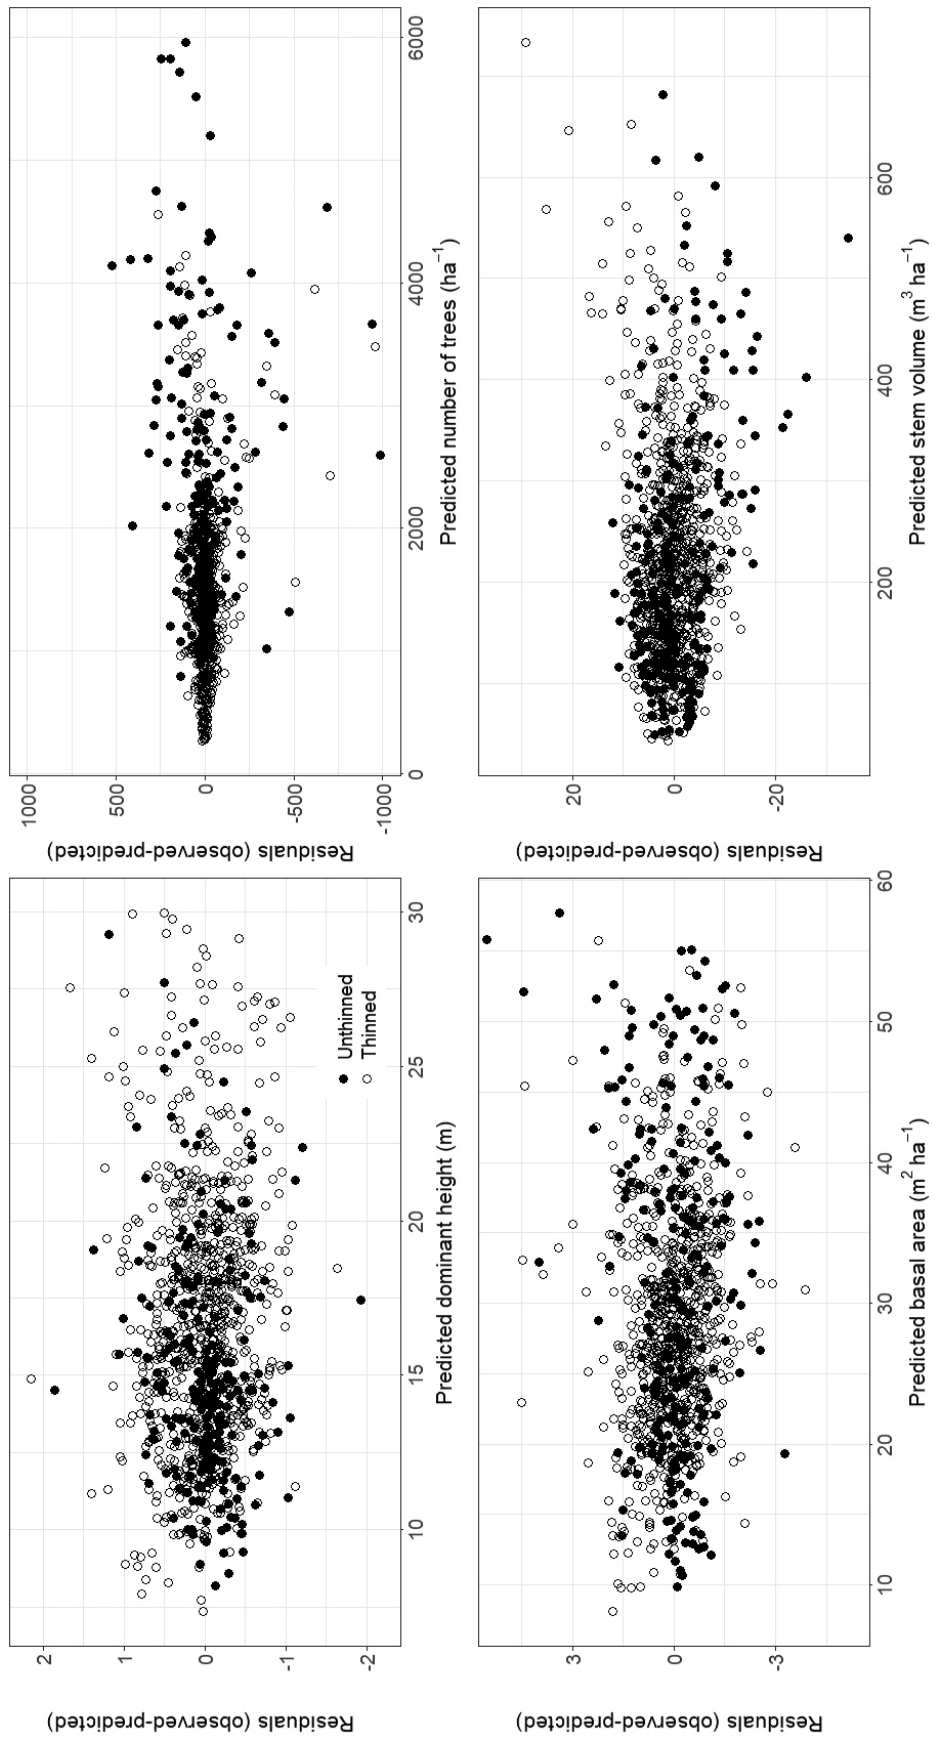 Residuals (observed-predicted)
2
1
0
-1
-2
Unthinned
Thinned
10 15 20 25 30
Predicted dominant height (m)
Residuals (observed-predicted)
1000
500
0
-500
-1000
0 2000 4000 6000
Predicted number of trees (ha⁻¹)
Residuals (observed-predicted)
3
0
-3
10 20 30 40 50 60
Predicted basal area (m² ha⁻¹)
Residuals (observed-predicted)
20
0
-20
200 400 600
Predicted stem volume (m³ ha⁻¹)